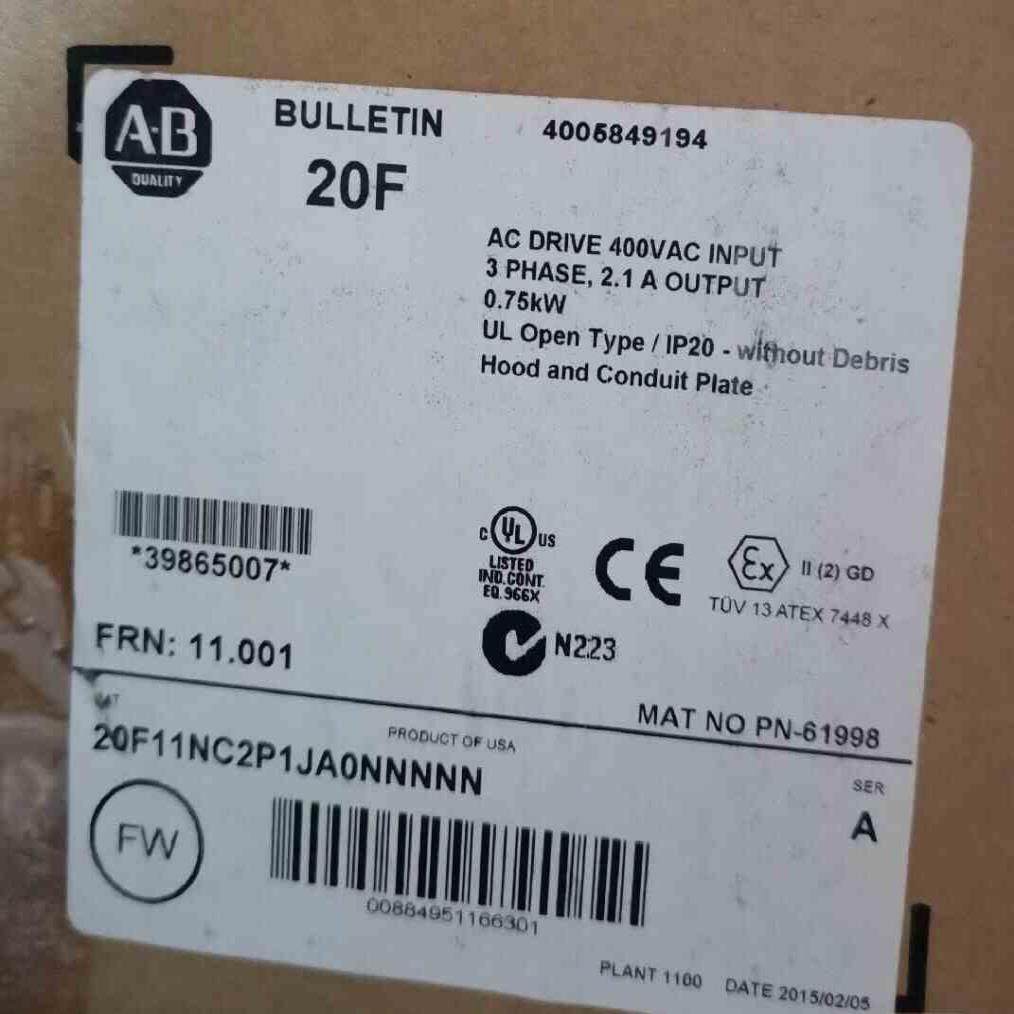 A-B
QUALITY
BULLETIN
20F
4005849194
AC DRIVE 400VAC INPUT
3 PHASE, 2.1 A OUTPUT
0.75kW
UL Open Type / IP20 - without Debris
Hood and Conduit Plate
*39865007*
FRN: 11.001
C UL US
LISTED
IND.CONT.
EQ. 966X
CE
Ex II (2) GD
TÜV 13 ATEX 7448 X
N223
MAT NO PN-61998
PRODUCT OF USA
20F11NC2P1JA0NNNNN
SER
A
FW
00884951166301
PLANT 1100 DATE 2015/02/05